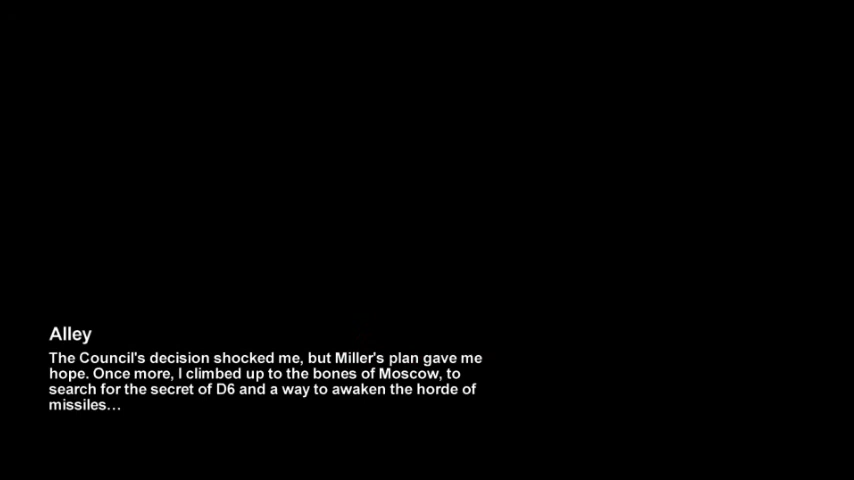 Alley
The Council's decision shocked me, but Miller's plan gave me
hope. Once more, I climbed up to the bones of Moscow, to
search for the secret of D6 and a way to awaken the horde of
missiles...